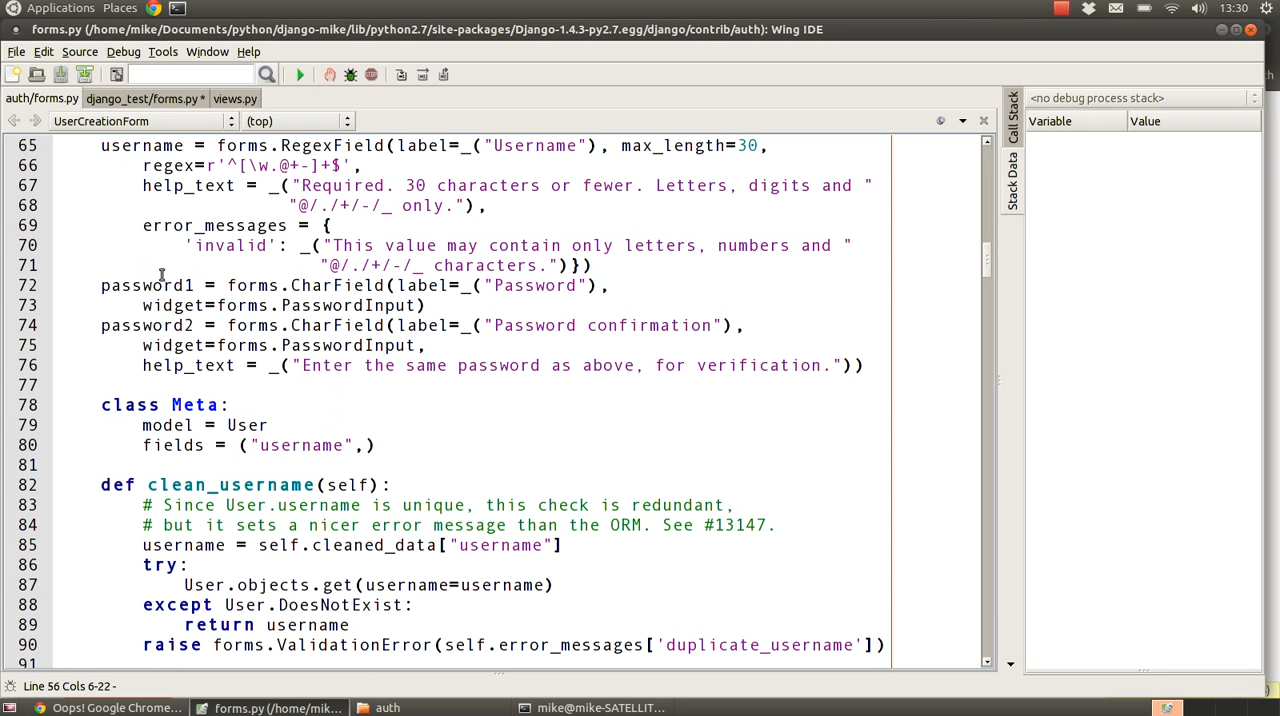 Applications Places 13:30
forms.py (/home/mike/Documents/python/django-mike/lib/python2.7/site-packages/Django-1.4.3-py2.7.egg/django/contrib/auth): Wing IDE
File Edit Source Debug Tools Window Help
auth/forms.py django_test/forms.py * views.py
<no debug process stack>
UserCreationForm (top)
Variable Value
Call Stack
Stack Data
65 username = forms.RegexField(label=_("Username"), max_length=30,
66 regex=r'^[\w.@+-]+$',
67 help_text = _("Required. 30 characters or fewer. Letters, digits and "
68 "@/./+/-/_ only."),
69 error_messages = {
70 'invalid': _("This value may contain only letters, numbers and "
71 "@/./+/-/_ characters.")})
72 password1 = forms.CharField(label=_("Password"),
73 widget=forms.PasswordInput)
74 password2 = forms.CharField(label=_("Password confirmation"),
75 widget=forms.PasswordInput,
76 help_text = _("Enter the same password as above, for verification."))
77
78 class Meta:
79 model = User
80 fields = ("username",)
81
82 def clean_username(self):
83 # Since User.username is unique, this check is redundant,
84 # but it sets a nicer error message than the ORM. See #13147.
85 username = self.cleaned_data["username"]
86 try:
87 User.objects.get(username=username)
88 except User.DoesNotExist:
89 return username
90 raise forms.ValidationError(self.error_messages['duplicate_username'])
91
Line 56 Cols 6-22 -
Oops! Google Chrome... forms.py (/home/mik... auth mike@mike-SATELLIT...